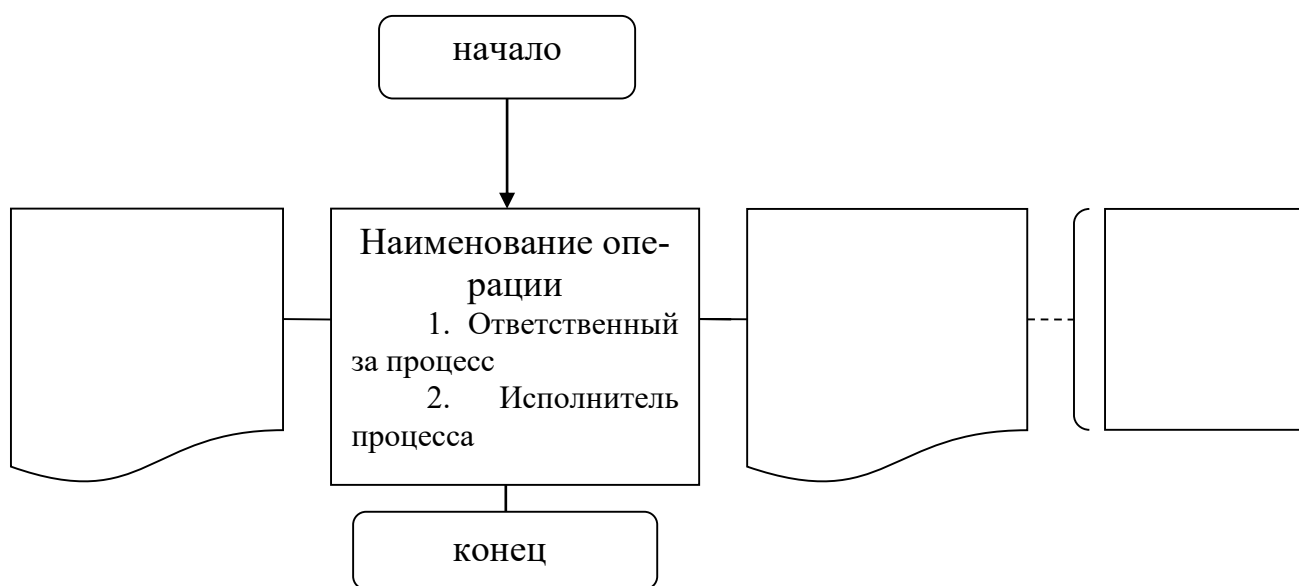 начало
Наименование опе-
рации
1. Ответственный
за процесс
2. Исполнитель
процесса
конец